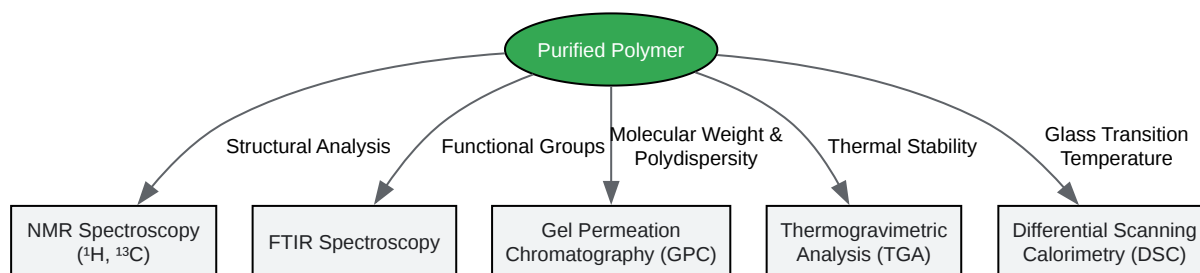 Purified Polymer
Structural Analysis
Functional Groups
Molecular Weight &
Polydispersity
Thermal Stability
Glass Transition
Temperature
NMR Spectroscopy
(¹H, ¹³C)
FTIR Spectroscopy
Gel Permeation
Chromatography (GPC)
Thermogravimetric
Analysis (TGA)
Differential Scanning
Calorimetry (DSC)